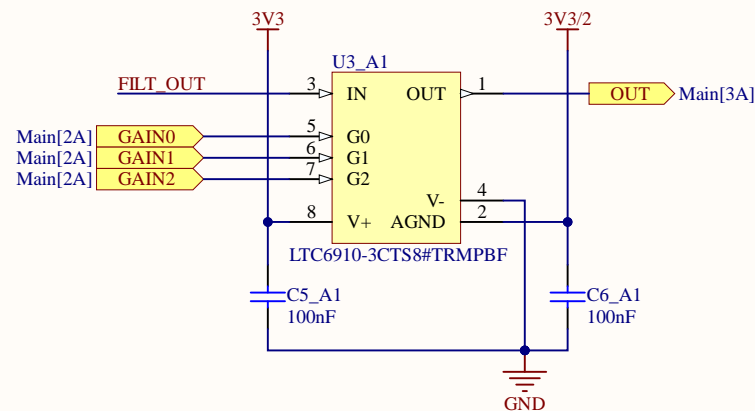 3V3 3V3/2
U3_A1
FILT_OUT 3 IN OUT 1 OUT Main[3A]
Main[2A] GAIN0 5 G0
Main[2A] GAIN1 6 G1
Main[2A] GAIN2 7 G2
V- 4
8 V+ AGND 2
LTC6910-3CTS8#TRMPBF
C5_A1 C6_A1
100nF 100nF
GND